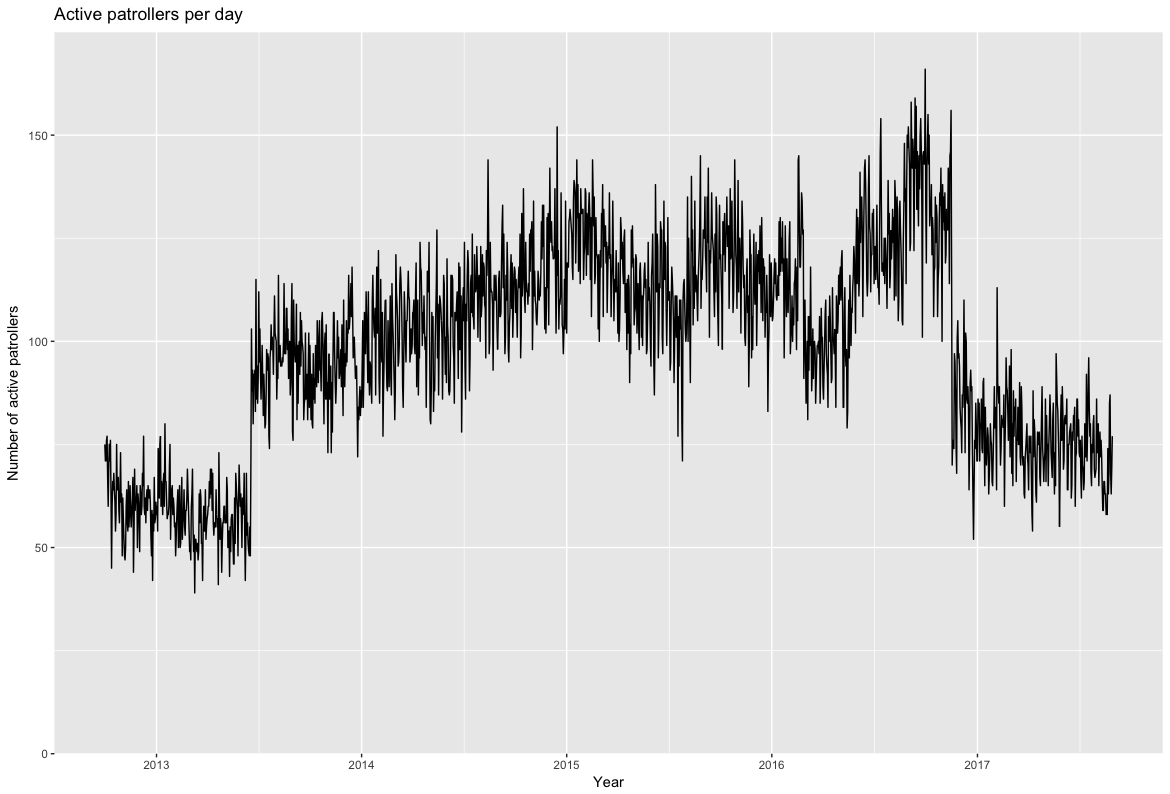 Active patrollers per day
Number of active patrollers
150
100
50
0
2013 2014 2015 2016 2017
Year